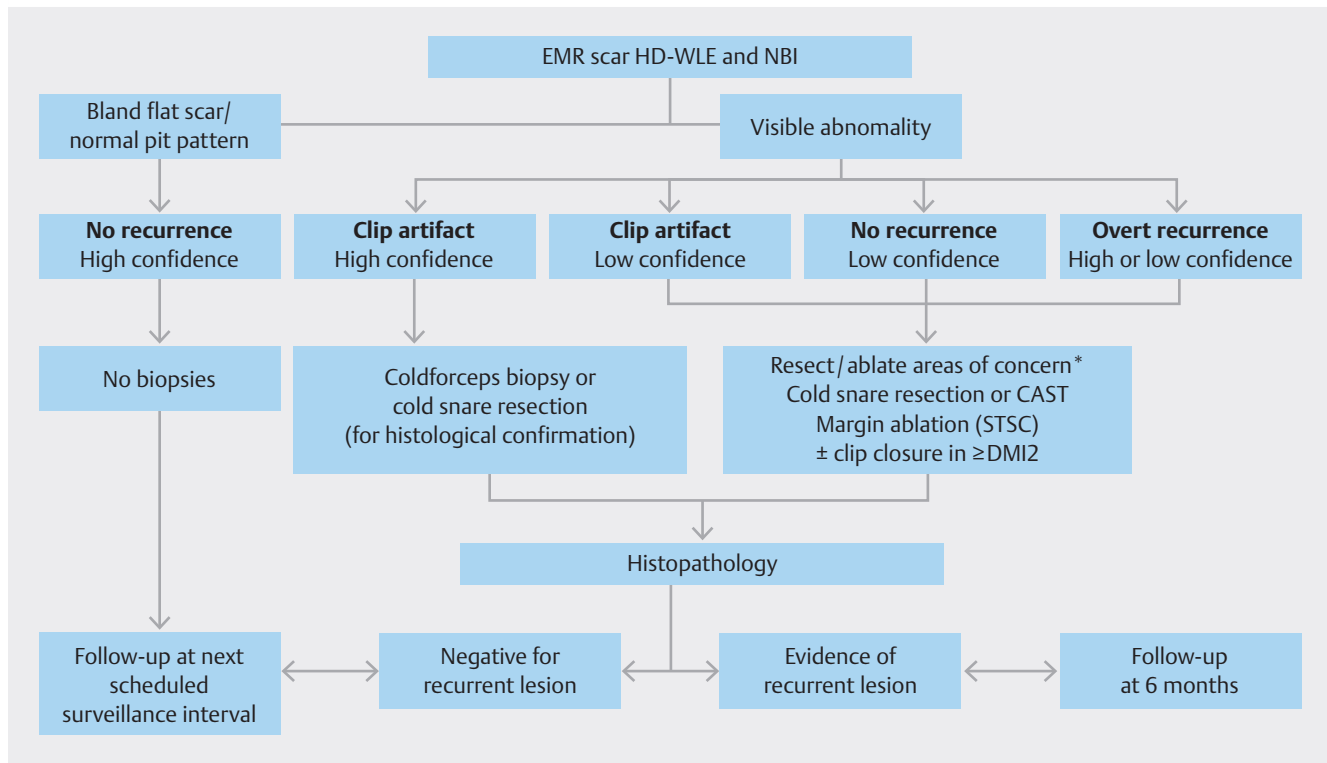 EMR scar HD-WLE and NBI
Bland flat scar/
normal pit pattern
Visible abnomality
No recurrence
High confidence
Clip artifact
High confidence
Clip artifact
Low confidence
No recurrence
Low confidence
Overt recurrence
High or low confidence
No biopsies
Coldforceps biopsy or
cold snare resection
(for histological confirmation)
Resect/ablate areas of concern*
Cold snare resection or CAST
Margin ablation (STSC)
± clip closure in ≥DMI2
Histopathology
Follow-up at next
scheduled
surveillance interval
Negative for
recurrent lesion
Evidence of
recurrent lesion
Follow-up
at 6 months